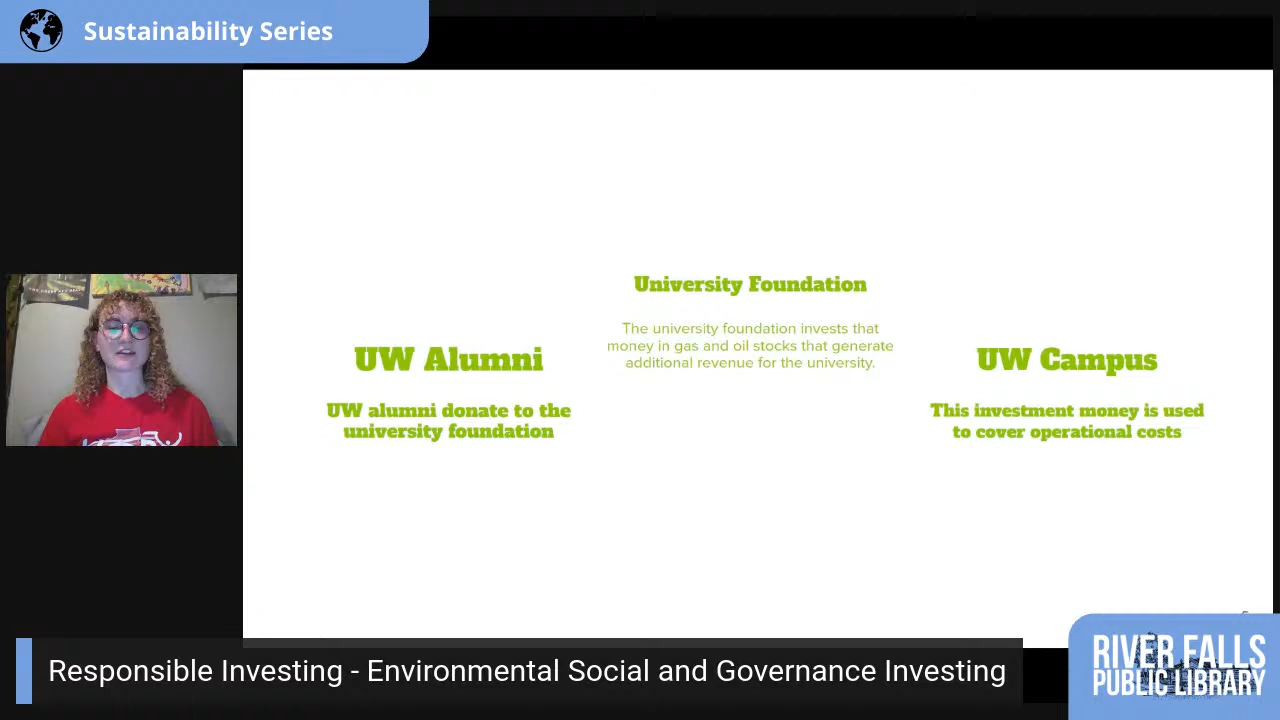 Sustainability Series
University Foundation
The university foundation invests that
money in gas and oil stocks that generate
additional revenue for the university.
UW Alumni
UW alumni donate to the
university foundation
UW Campus
This investment money is used
to cover operational costs
Responsible Investing - Environmental Social and Governance Investing
RIVER FALLS
PUBLIC LIBRARY